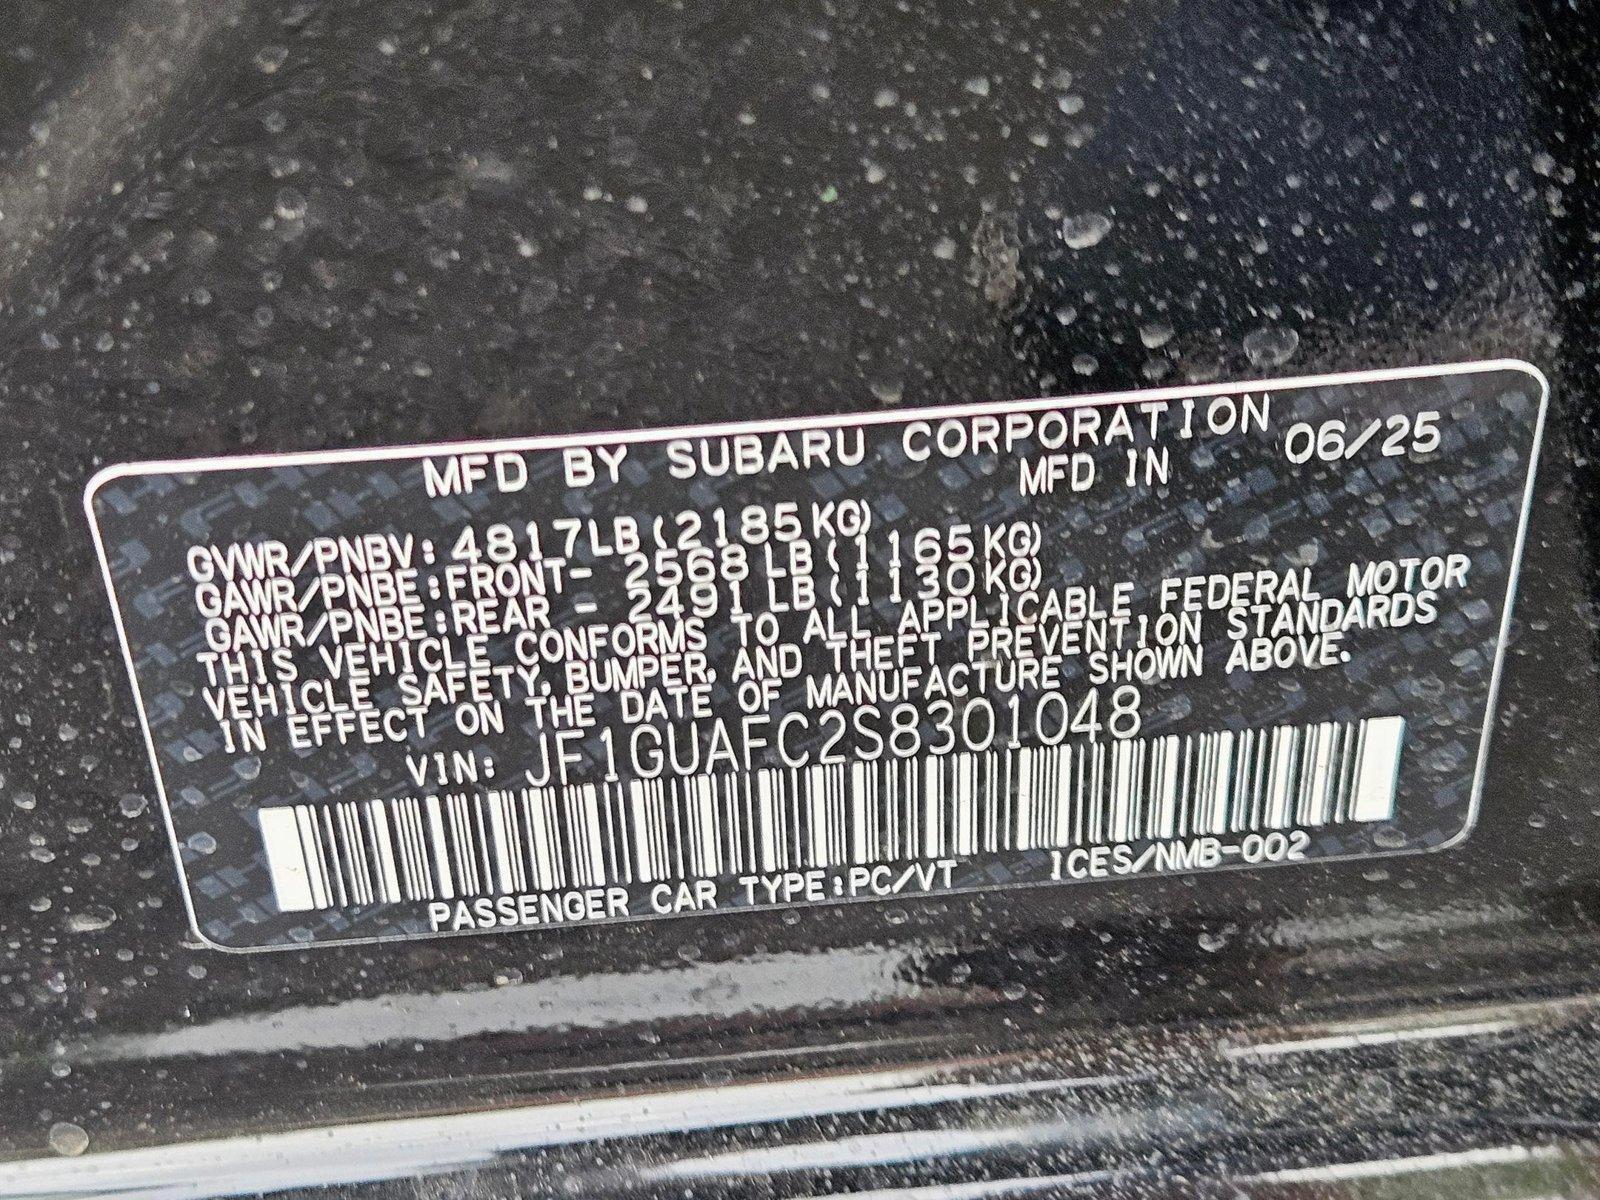 MFD BY SUBARU CORPORATION
MFD IN 06/25
GVWR/PNBV: 4817LB (2185KG)
GAWR/PNBE: FRONT- 2568 LB (1165KG)
GAWR/PNBE: REAR - 2491 LB (1130KG)
THIS VEHICLE CONFORMS TO ALL APPLICABLE FEDERAL MOTOR
VEHICLE SAFETY, BUMPER, AND THEFT PREVENTION STANDARDS
IN EFFECT ON THE DATE OF MANUFACTURE SHOWN ABOVE.
VIN: JF1GUAFC2S8301048
PASSENGER CAR TYPE:PC/VT ICES/NMB-002